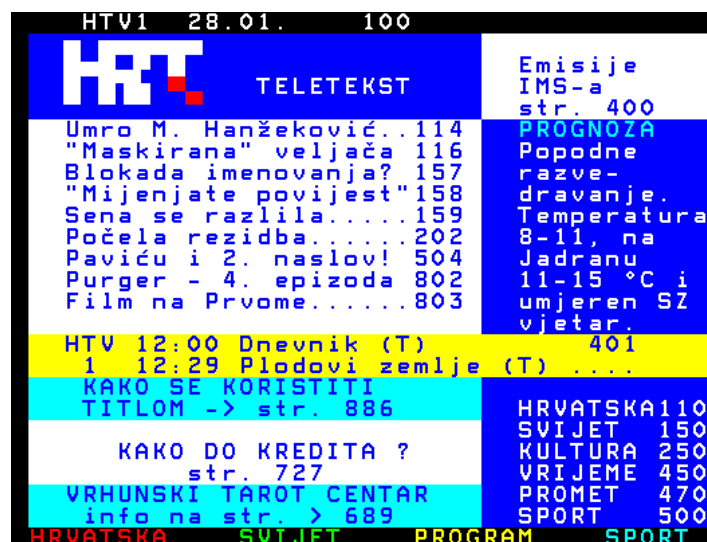 HTV1 28.01. 100
HRT TELETEKST
Emisije
IMS-a
str. 400
Umro M. Hanžeković..114
"Maskirana" veljača 116
Blokada imenovanja? 157
"Mijenjate povijest"158
Sena se razlila.....159
Počela rezidba......202
Paviću i 2. naslov! 504
Purger - 4. epizoda 802
Film na Prvome......803
PROGNOZA
Popodne
razve-
dravanje.
Temperatura
8-11, na
Jadranu
11-15 °C i
umjeren SZ
vjetar.
HTV 12:00 Dnevnik (T) 401
1 12:29 Plodovi zemlje (T) ....
KAKO SE KORISTITI
TITLOM -> str. 886
KAKO DO KREDITA ?
str. 727
VRHUNSKI TAROT CENTAR
info na str. > 689
HRVATSKA110
SVIJET 150
KULTURA 250
VRIJEME 450
PROMET 470
SPORT 500
HRVATSKA SVIJET PROGRAM SPORT